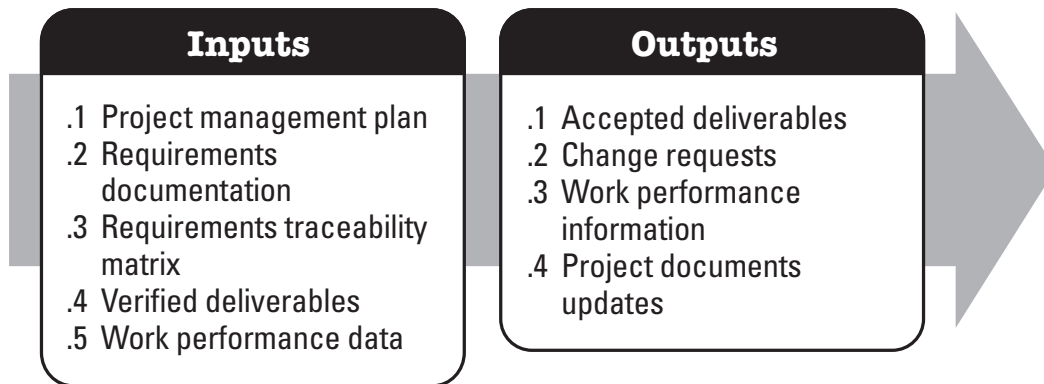 Inputs
.1 Project management plan
.2 Requirements
documentation
.3 Requirements traceability
matrix
.4 Verified deliverables
.5 Work performance data
Outputs
.1 Accepted deliverables
.2 Change requests
.3 Work performance
information
.4 Project documents
updates